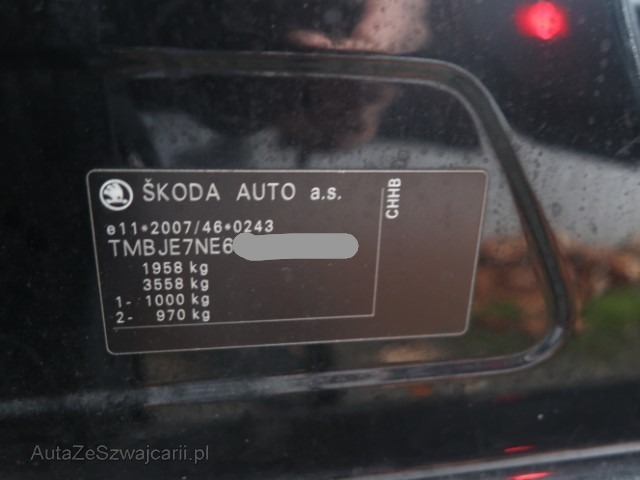 ŠKODA AUTO a.s.
CHHB
e11*2007/46*0243
TMBJE7NE6
1958 kg
3558 kg
1- 1000 kg
2- 970 kg
AutaZeSzwajcarii.pl